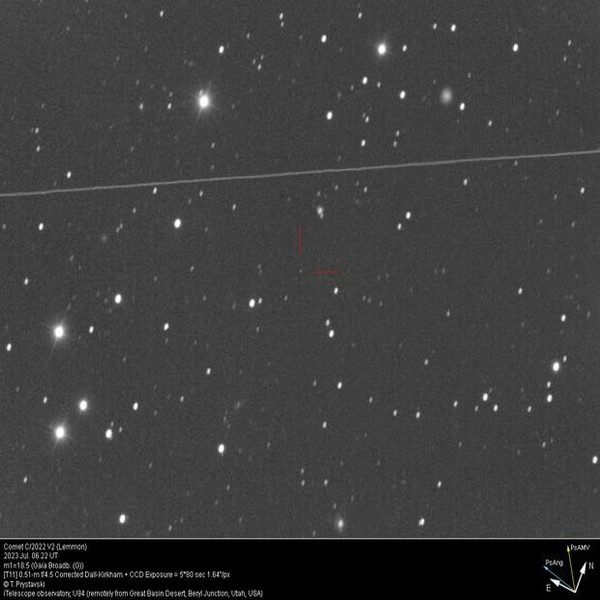 Comet C/2022 V2 (Lemmon)
2023 Jul. 06.22 UT
m1=18.5 (Gaia Broadb. (G))
[T11] 0.51-m f/4.5 Corrected Dall-Kirkham + CCD Exposure = 5*80 sec 1.64"/px
© T. Prystavski
iTelescope observatory, U94 (remotely from Great Basin Desert, Beryl Junction, Utah, USA)
PsAMV
PsAng
N
E